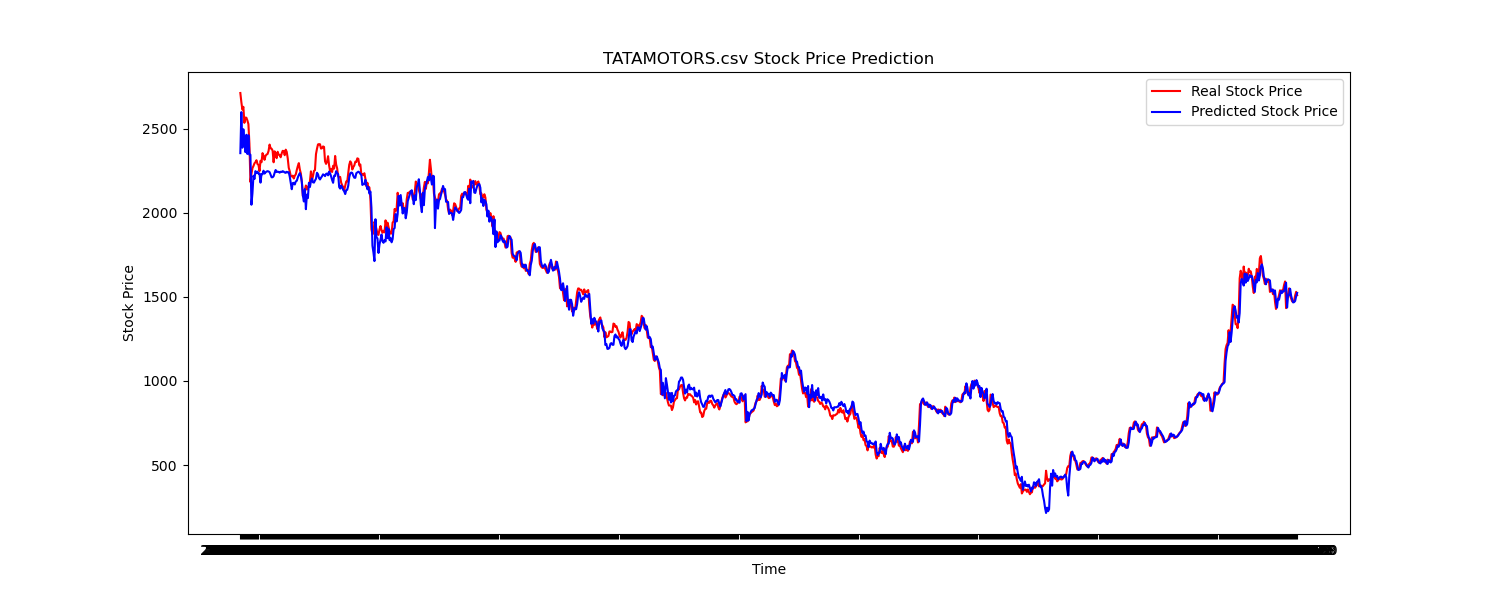 TATAMOTORS.csv Stock Price Prediction
Real Stock Price
Predicted Stock Price
Stock Price
2500
2000
1500
1000
500
Time